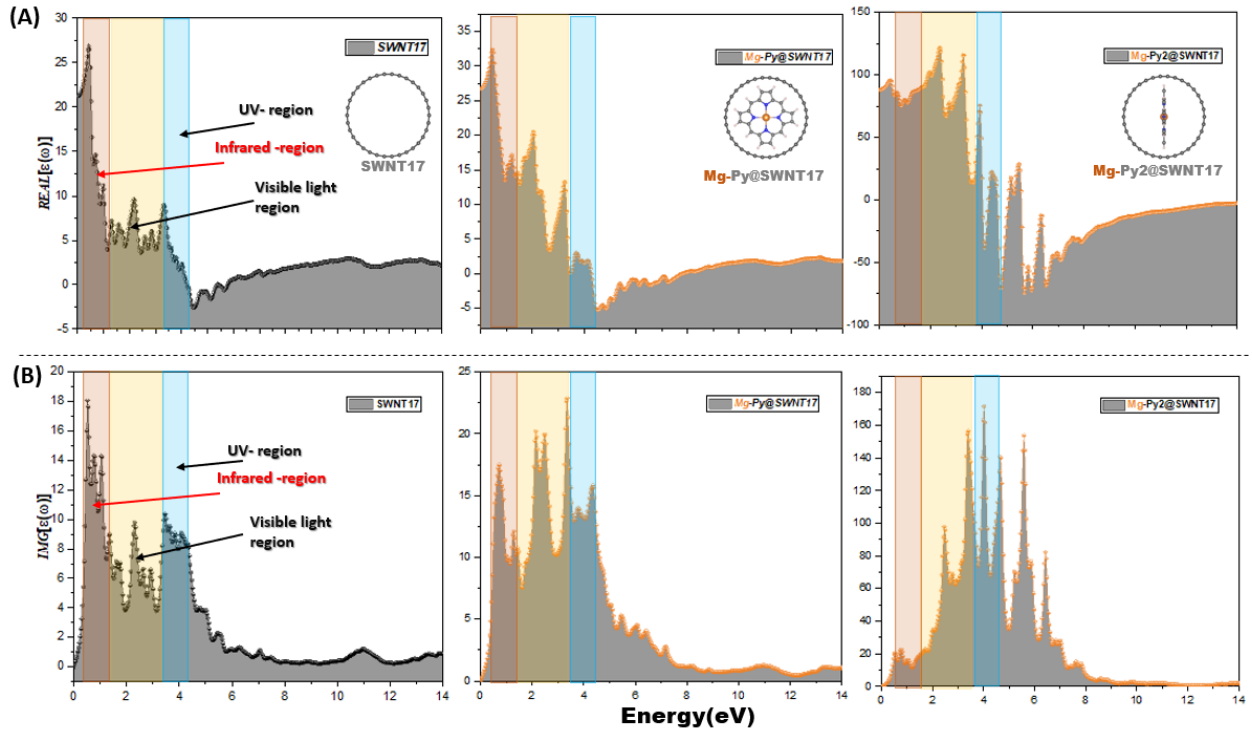 (A)
REAL[ε(ω)]
30
25
20
15
10
5
0
-5
SWNT17
UV- region
Infrared -region
SWNT17
Visible light
region
35
30
25
20
15
10
5
0
-5
Mg-Py@SWNT17
Mg-Py@SWNT17
150
100
50
0
-50
-100
Mg-Py2@SWNT17
Mg-Py2@SWNT17
(B)
IMG[ε(ω)]
20
18
16
14
12
10
8
6
4
2
0
SWNT17
UV- region
Infrared -region
Visible light
region
0 2 4 6 8 10 12 14
25
20
15
10
5
0
Mg-Py@SWNT17
0 2 4 6 8 10 12 14
180
160
140
120
100
80
60
40
20
0
Mg-Py2@SWNT17
0 2 4 6 8 10 12 14
Energy(eV)